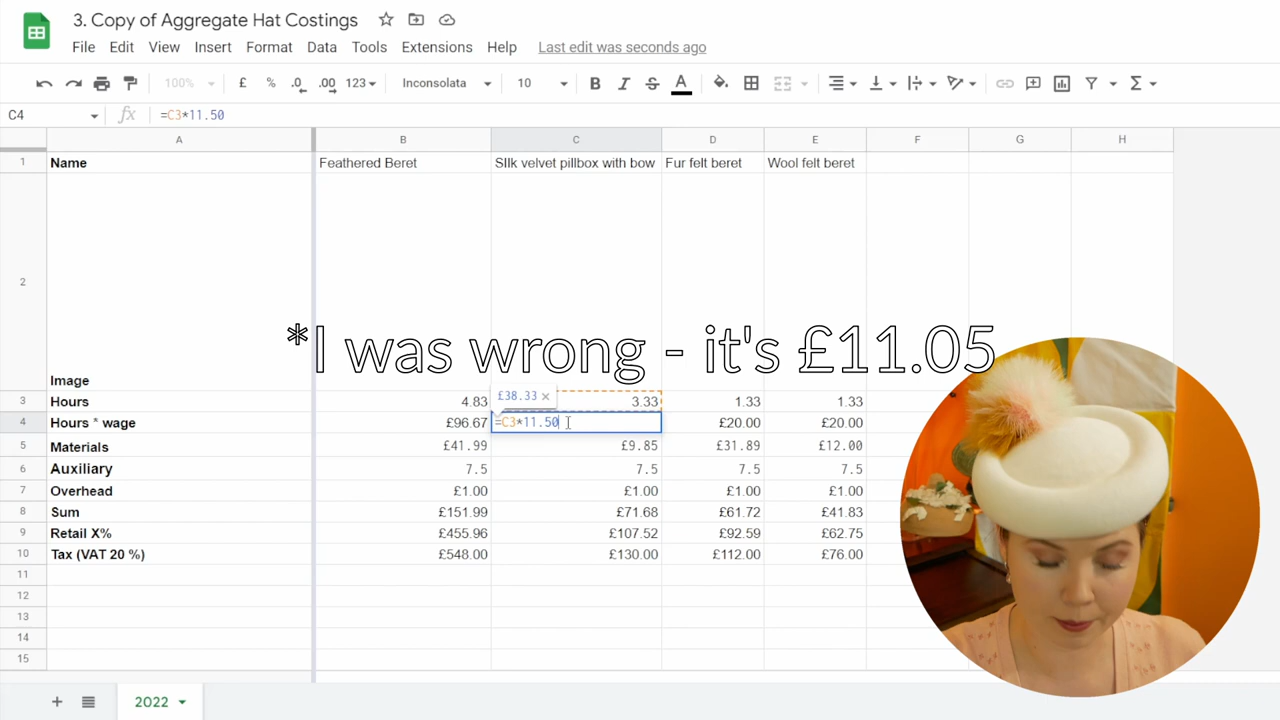 3. Copy of Aggregate Hat Costings
File Edit View Insert Format Data Tools Extensions Help Last edit was seconds ago
100% £ % .0 .00 123 Inconsolata 10 B I S A
C4 fx =C3*11.50
A B C D E F G H
1 Name Feathered Beret SIlk velvet pillbox with bow Fur felt beret Wool felt beret
2
*I was wrong - it's £11.05
Image
£38.33 ×
3 Hours 4.83 3.33 1.33 1.33
4 Hours * wage £96.67 =C3*11.50 £20.00 £20.00
5 Materials £41.99 £9.85 £31.89 £12.00
6 Auxiliary 7.5 7.5 7.5 7.5
7 Overhead £1.00 £1.00 £1.00 £1.00
8 Sum £151.99 £71.68 £61.72 £41.83
9 Retail X% £455.96 £107.52 £92.59 £62.75
10 Tax (VAT 20 %) £548.00 £130.00 £112.00 £76.00
11
12
13
14
15
2022